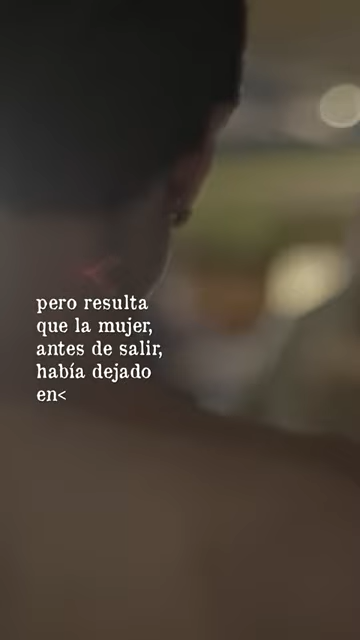 pero resulta
que la mujer,
antes de salir,
había dejado
en<